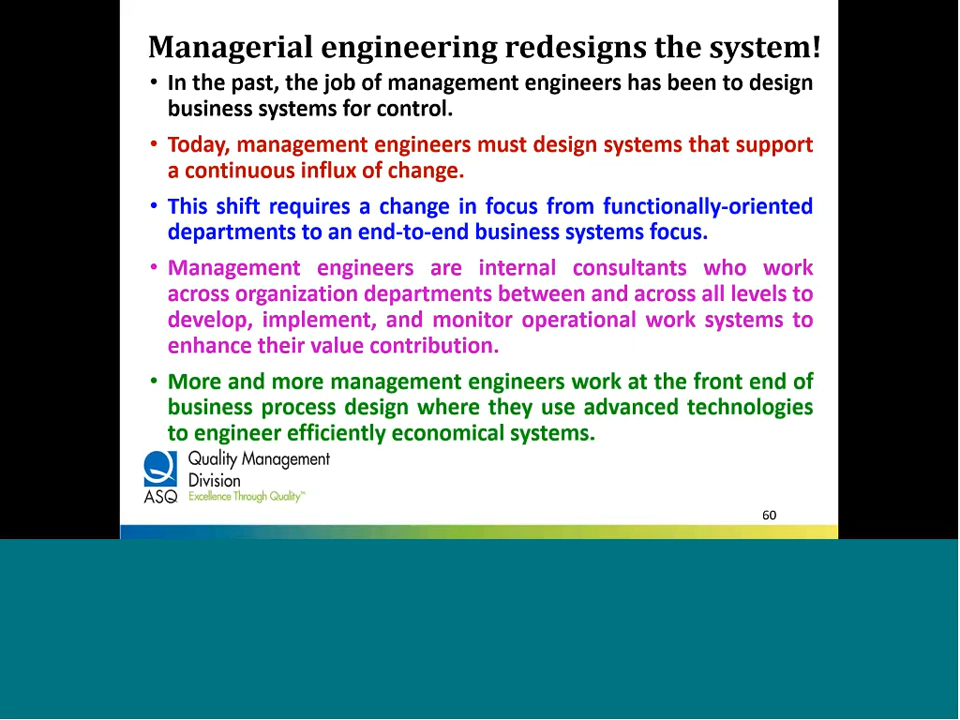 Managerial engineering redesigns the system!
• In the past, the job of management engineers has been to design
business systems for control.
• Today, management engineers must design systems that support
a continuous influx of change.
• This shift requires a change in focus from functionally-oriented
departments to an end-to-end business systems focus.
• Management engineers are internal consultants who work
across organization departments between and across all levels to
develop, implement, and monitor operational work systems to
enhance their value contribution.
• More and more management engineers work at the front end of
business process design where they use advanced technologies
to engineer efficiently economical systems.
Quality Management
Division
ASQ Excellence Through Quality™
60